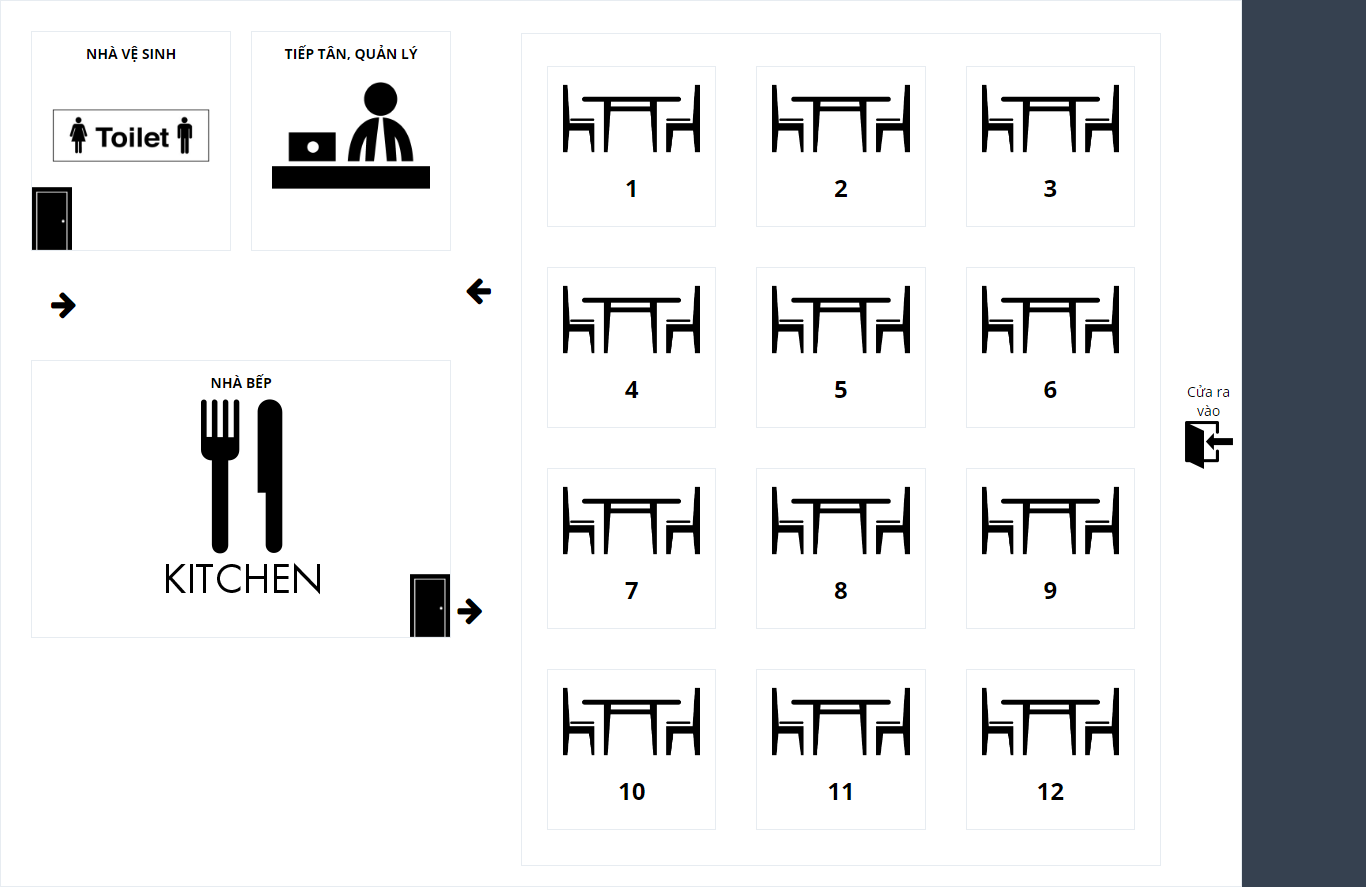 NHÀ VỆ SINH
Toilet
TIẾP TÂN, QUẢN LÝ
NHÀ BẾP
KITCHEN
1
2
3
4
5
6
7
8
9
10
11
12
Cửa ra
vào